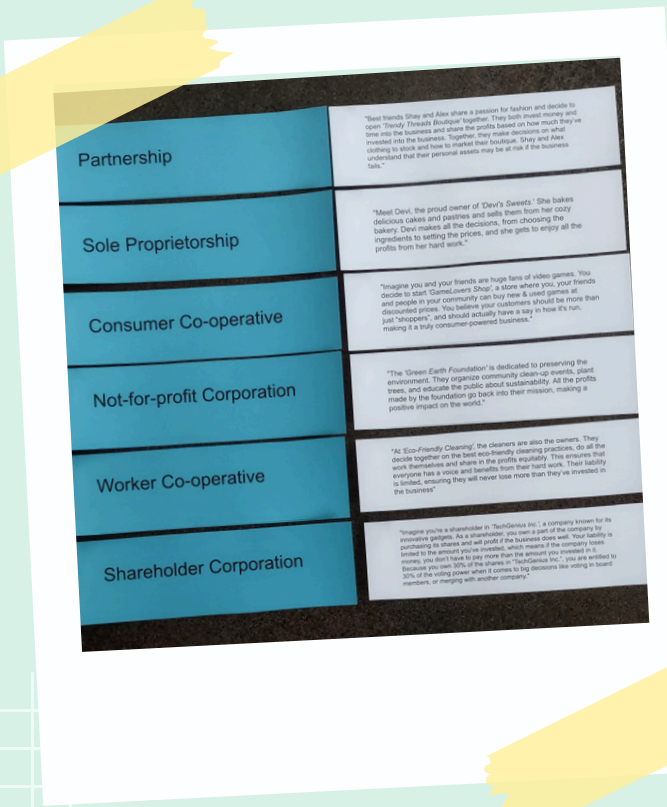 Partnership
"Best friends Shay and Alex share a passion for fashion and decide to
open 'Trendy Threads Boutique' together. They both invest money and
time into the business and share the profits based on how much they've
invested into the business. Together, they make decisions on what
clothing to stock and how to market their boutique. Shay and Alex
understand that their personal assets may be at risk if the business
fails."
Sole Proprietorship
"Meet Devi, the proud owner of 'Devi's Sweets.' She bakes
delicious cakes and pastries and sells them from her cozy
bakery. Devi makes all the decisions, from choosing the
ingredients to setting the prices, and she gets to enjoy all the
profits from her hard work."
Consumer Co-operative
"Imagine you and your friends are huge fans of video games. You
decide to start 'GameLovers Shop', a store where you, your friends
and people in your community can buy new & used games at
discounted prices. You believe your customers should be more than
just "shoppers", and should actually have a say in how it's run,
making it a truly consumer-powered business."
Not-for-profit Corporation
"The 'Green Earth Foundation' is dedicated to preserving the
environment. They organize community clean-up events, plant
trees, and educate the public about sustainability. All the profits
made by the foundation go back into their mission, making a
positive impact on the world."
Worker Co-operative
"At 'Eco-Friendly Cleaning', the cleaners are also the owners. They
decide together on the best eco-friendly cleaning practices, do all the
work themselves and share in the profits equitably. This ensures that
everyone has a voice and benefits from their hard work. Their liability
is limited, ensuring they will never lose more than they've invested in
the business"
Shareholder Corporation
"Imagine you're a shareholder in 'TechGenius Inc.', a company known for its
innovative gadgets. As a shareholder, you own a part of the company by
purchasing its shares and will profit if the business does well. Your liability is
limited to the amount you've invested, which means if the company loses
money, you don't have to pay more than the amount you invested in it.
Because you own 30% of the shares in "TechGenius Inc.", you are entitled to
30% of the voting power when it comes to big decisions like voting in board
members, or merging with another company."